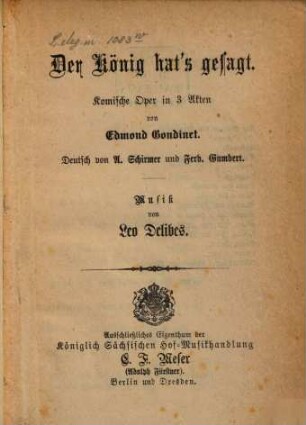 Der König hat's gesagt.
Komische Oper in 3 Akten
von
Edmond Gondinet.
Deutsch von A. Schirmer und Ferd. Gumbert.
Musik
von
Leo Delibes.
Ausschließliches Eigenthum der
Königlich Sächsischen Hof-Musikhandlung
C. F. Meser
(Adolph Fürstner).
Berlin und Dresden.